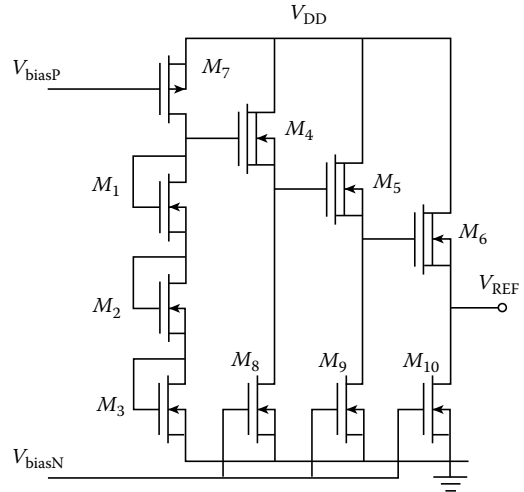 V_DD
V_biasP
M_7
M_4
M_1
M_5
M_6
V_REF
M_2
M_8
M_9
M_10
M_3
V_biasN